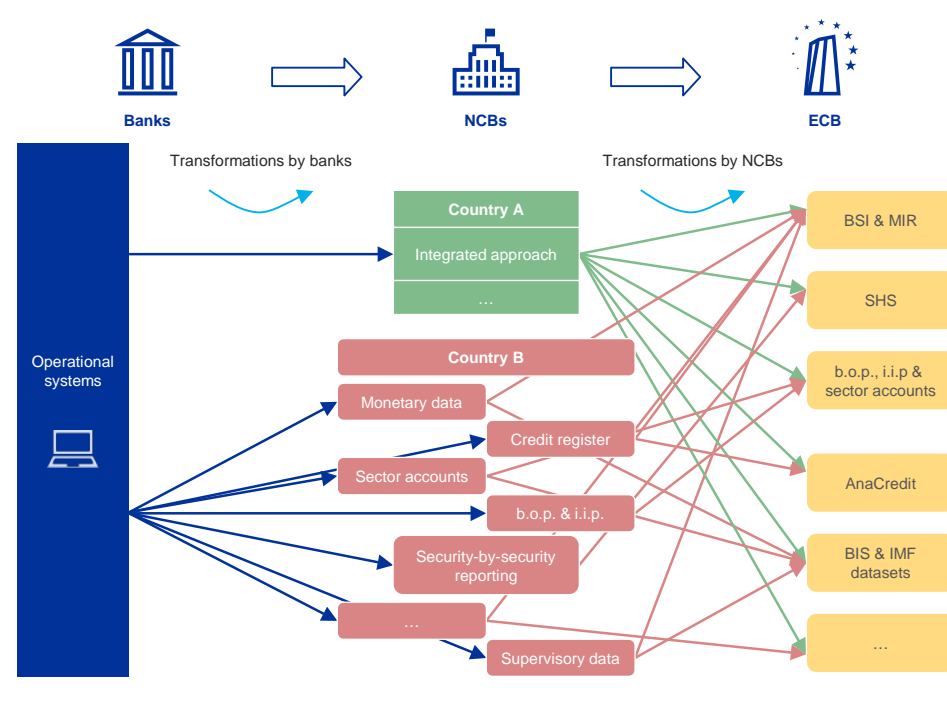 Banks
NCBs
ECB
Transformations by banks
Transformations by NCBs
Country A
Integrated approach
…
Operational
systems
Country B
Monetary data
Credit register
Sector accounts
b.o.p. & i.i.p.
Security-by-security
reporting
…
Supervisory data
BSI & MIR
SHS
b.o.p., i.i.p &
sector accounts
AnaCredit
BIS & IMF
datasets
…